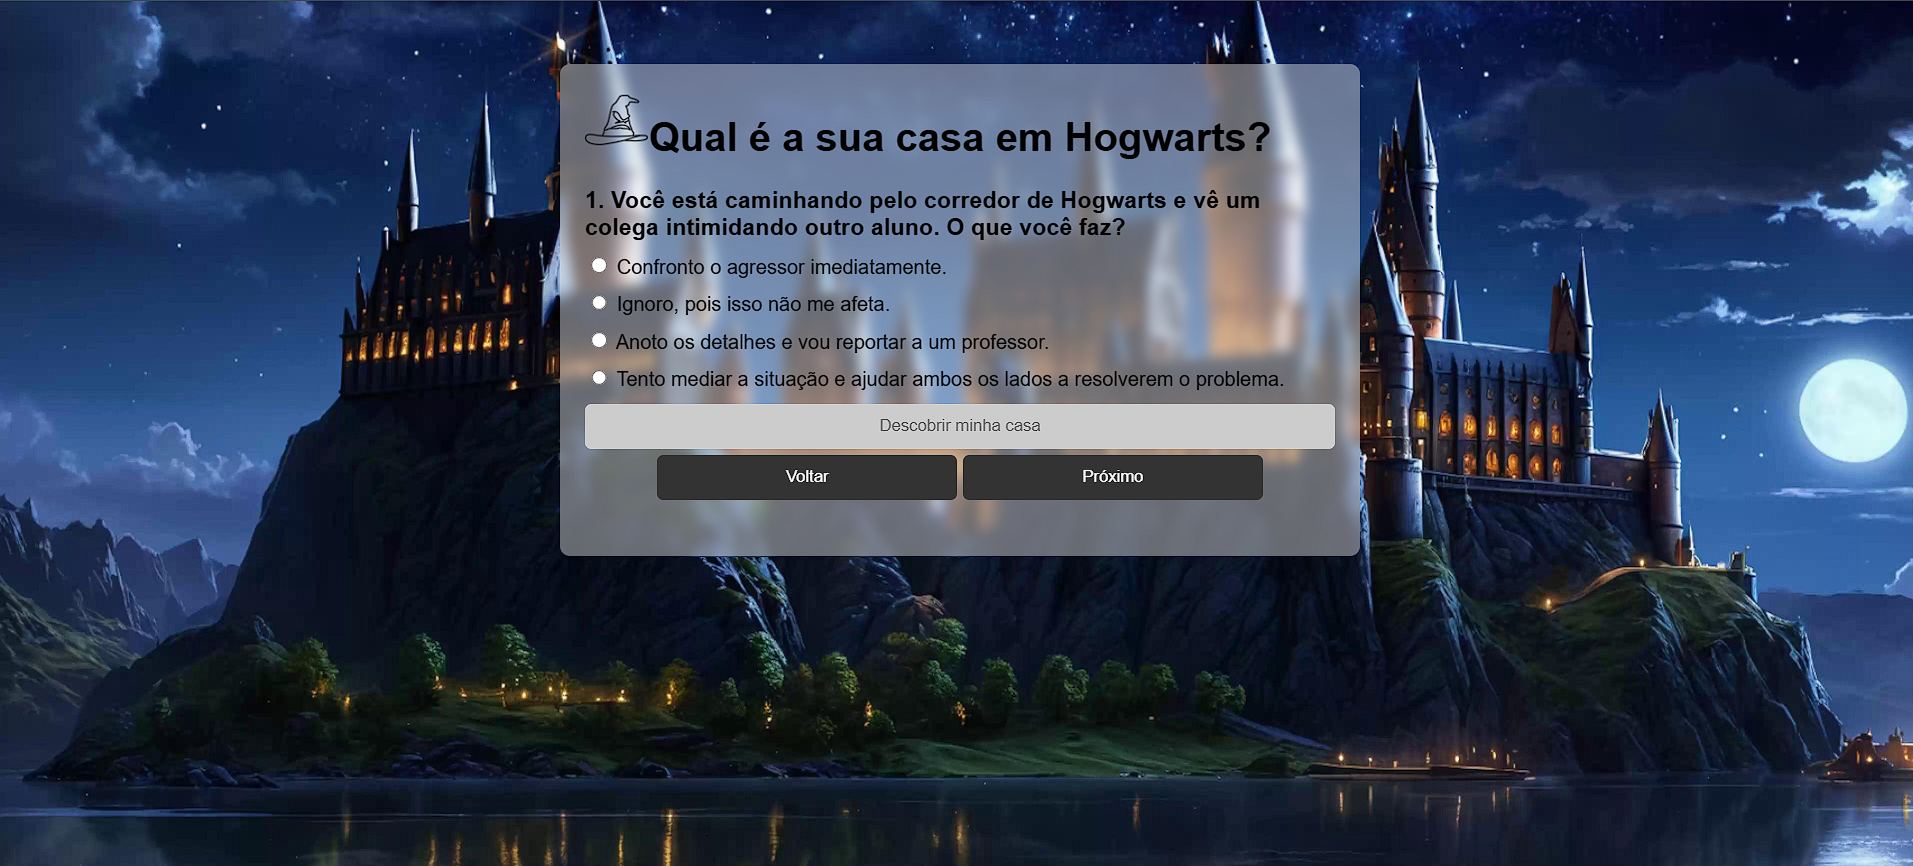 Qual é a sua casa em Hogwarts?
1. Você está caminhando pelo corredor de Hogwarts e vê um
colega intimidando outro aluno. O que você faz?
Confronto o agressor imediatamente.
Ignoro, pois isso não me afeta.
Anoto os detalhes e vou reportar a um professor.
Tento mediar a situação e ajudar ambos os lados a resolverem o problema.
Descobrir minha casa
Voltar
Próximo